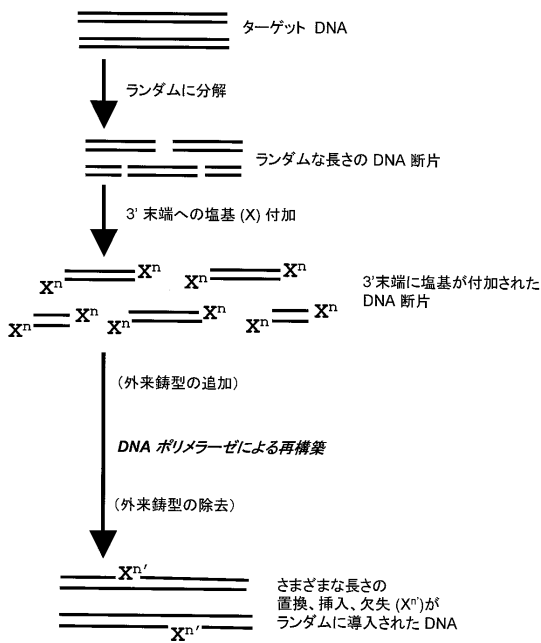 ターゲット DNA
ランダムに分解
ランダムな長さの DNA 断片
3' 末端への塩基 (X) 付加
Xⁿ Xⁿ Xⁿ Xⁿ
3'末端に塩基が付加された
DNA 断片
Xⁿ Xⁿ Xⁿ Xⁿ Xⁿ Xⁿ
(外来鋳型の追加)
DNA ポリメラーゼによる再構築
(外来鋳型の除去)
Xⁿ'
さまざまな長さの
置換、挿入、欠失 (Xⁿ')が
ランダムに導入された DNA
Xⁿ'